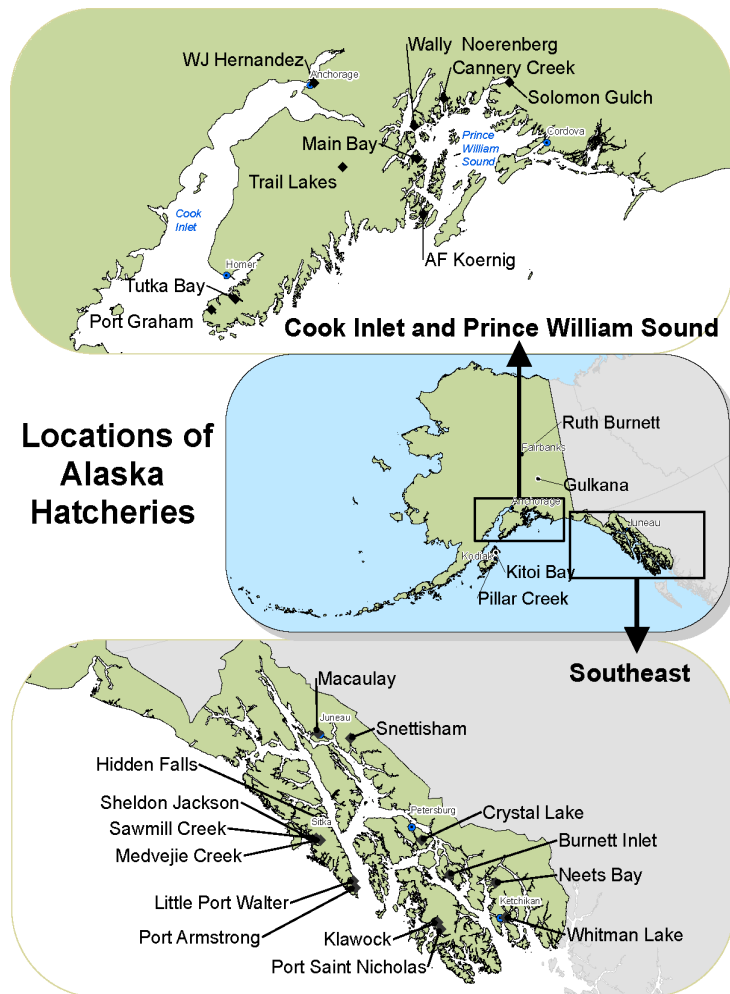 WJ Hernandez
Anchorage
Wally Noerenberg
Cannery Creek
Solomon Gulch
Main Bay
Prince
William
Sound
Cordova
Trail Lakes
Cook
Inlet
AF Koernig
Homer
Tutka Bay
Port Graham
Cook Inlet and Prince William Sound
Locations of
Alaska
Hatcheries
Ruth Burnett
Fairbanks
Gulkana
Anchorage
Juneau
Kodiak
Kitoi Bay
Pillar Creek
Southeast
Macaulay
Juneau
Snettisham
Hidden Falls
Sheldon Jackson
Sitka
Sawmill Creek
Medvejie Creek
Petersburg
Crystal Lake
Burnett Inlet
Neets Bay
Little Port Walter
Port Armstrong
Ketchikan
Klawock
Whitman Lake
Port Saint Nicholas